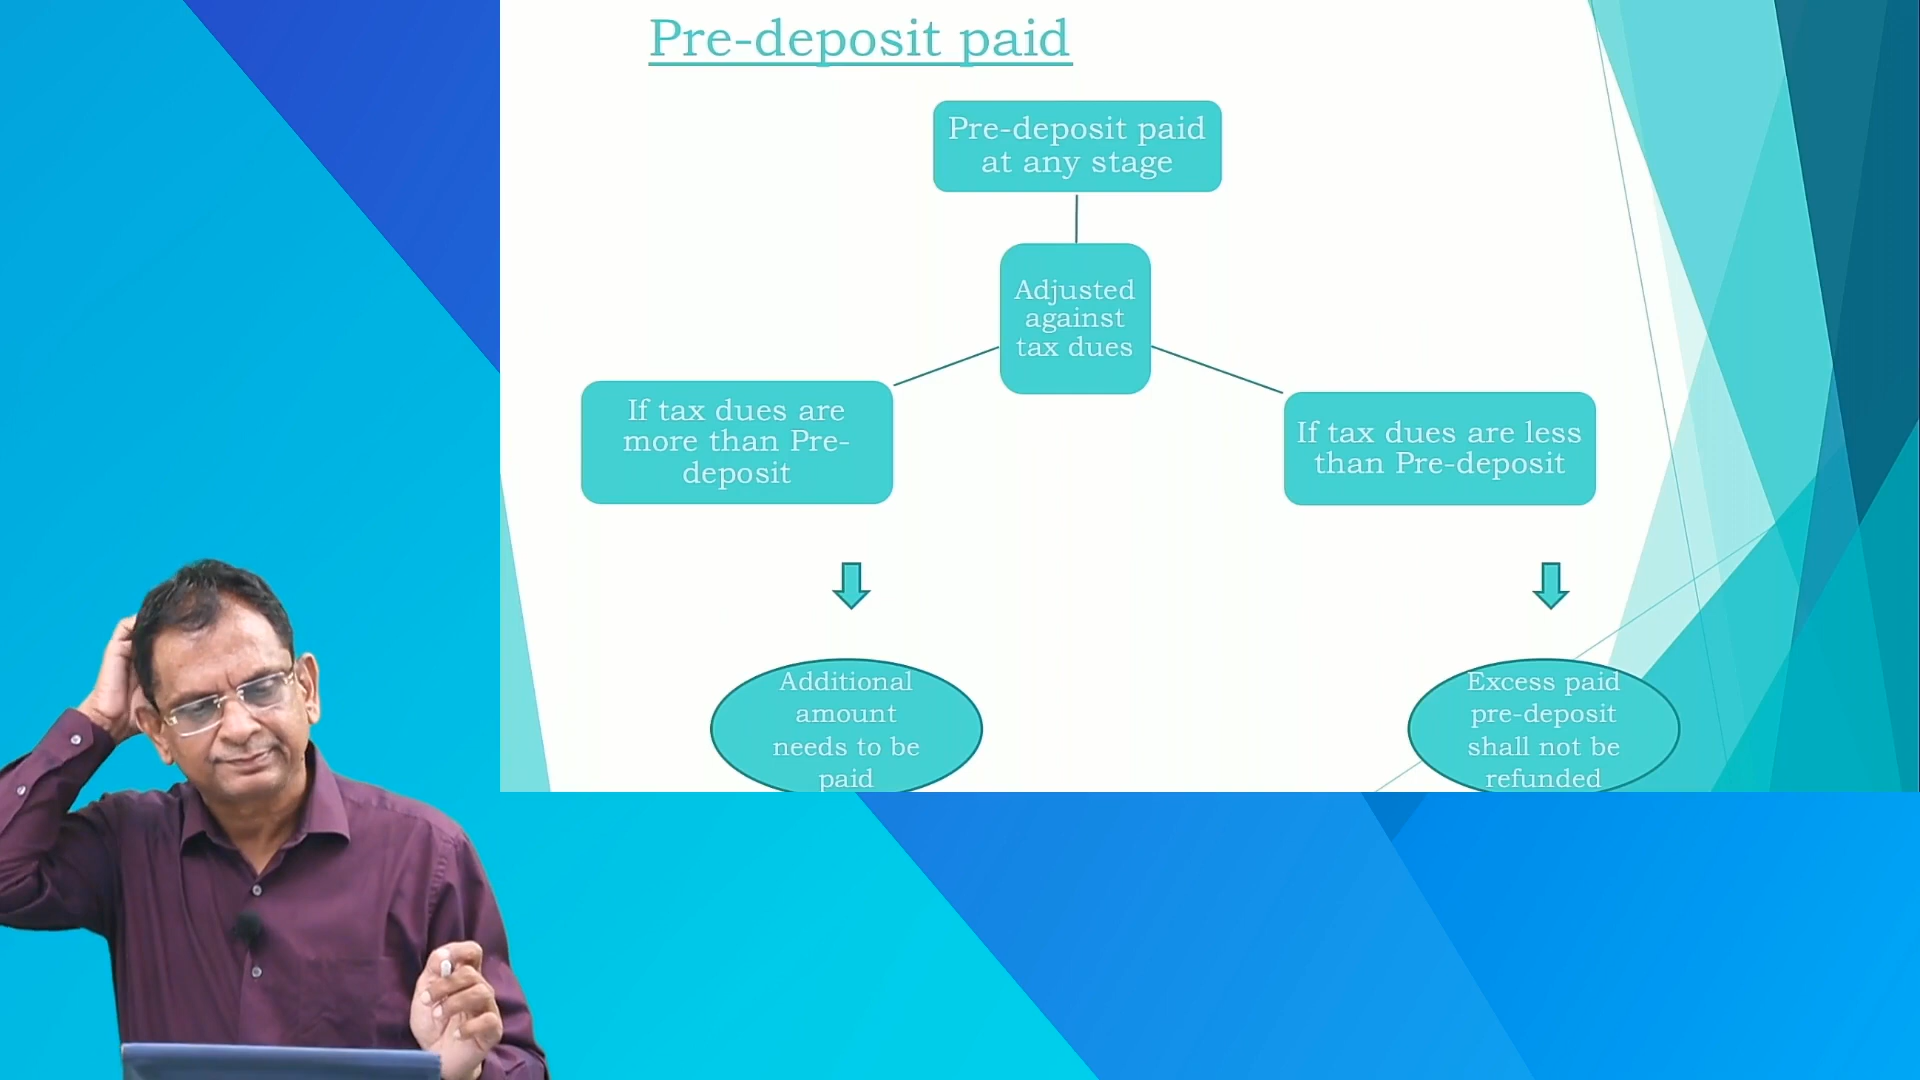 Pre-deposit paid
Pre-deposit paid
at any stage
Adjusted
against
tax dues
If tax dues are
more than Pre-
deposit
If tax dues are less
than Pre-deposit
Additional
amount
needs to be
paid
Excess paid
pre-deposit
shall not be
refunded